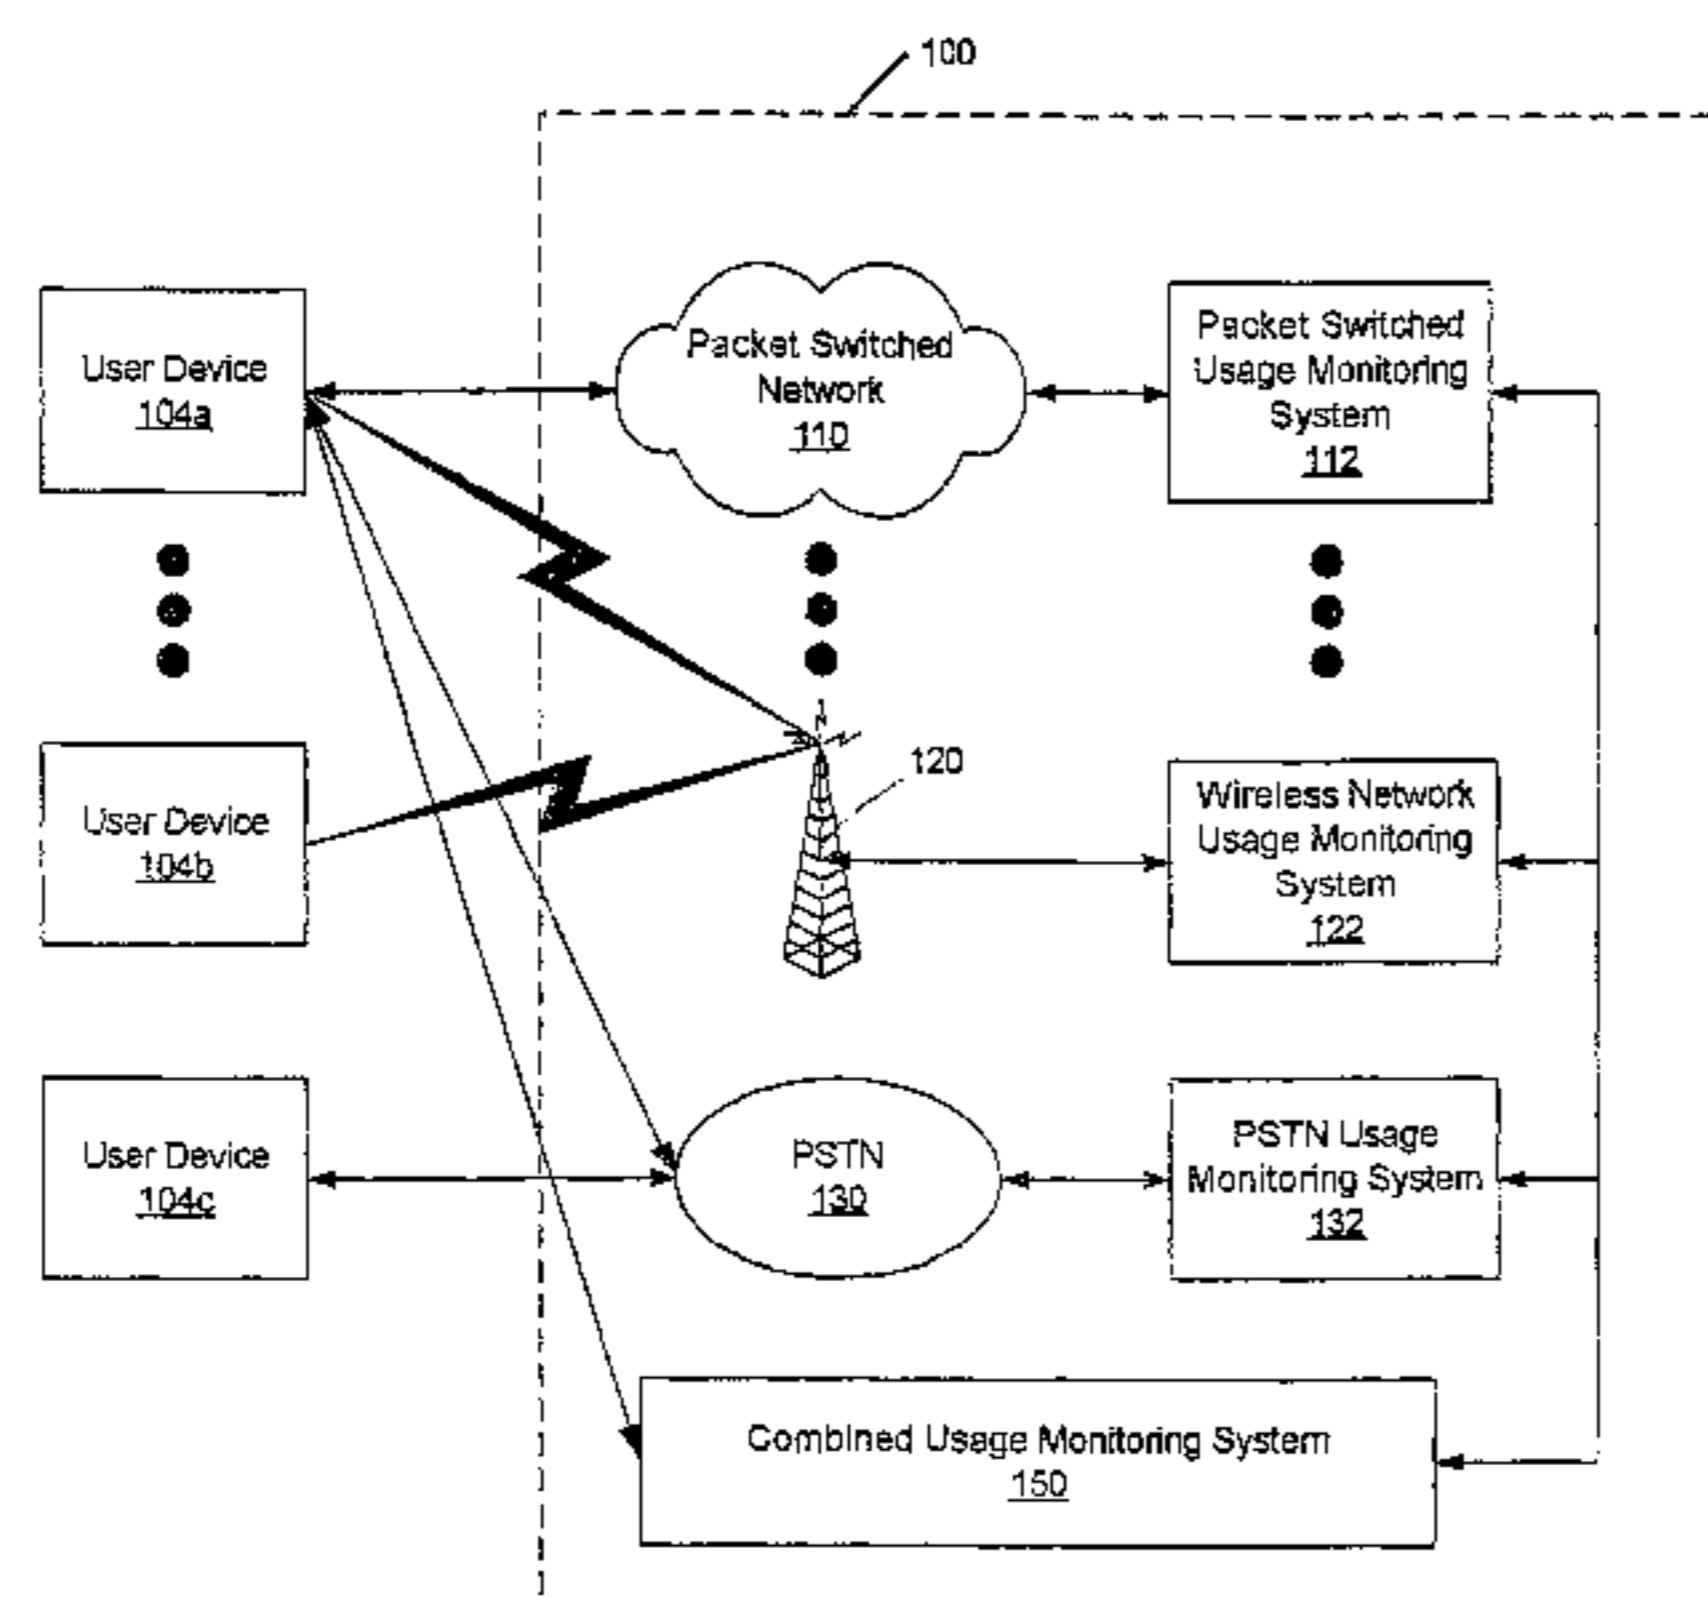 100
User Device
104a
Packet Switched
Network
110
Packet Switched
Usage Monitoring
System
112
User Device
104b
120
Wireless Network
Usage Monitoring
System
122
User Device
104c
PSTN
130
PSTN Usage
Monitoring System
132
Combined Usage Monitoring System
150